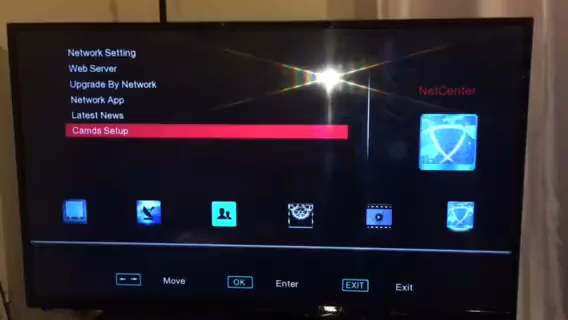 Network Setting
Web Server
Upgrade By Network
Network App
Latest News
Camds Setup
NetCenter
Move
OK
Enter
EXIT
Exit